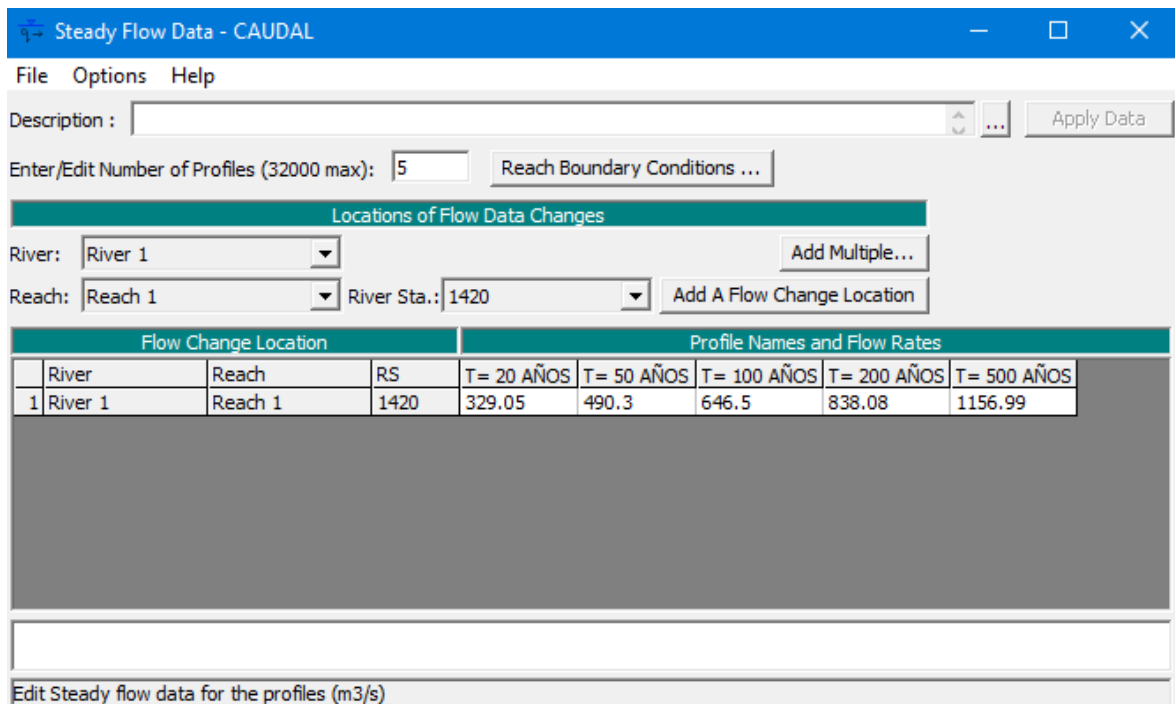 Steady Flow Data - CAUDAL
File Options Help
Description : ... Apply Data
Enter/Edit Number of Profiles (32000 max): 5 Reach Boundary Conditions ...
Locations of Flow Data Changes
River: River 1 Add Multiple...
Reach: Reach 1 River Sta.: 1420 Add A Flow Change Location
Flow Change Location Profile Names and Flow Rates
River Reach RS T= 20 AÑOS T= 50 AÑOS T= 100 AÑOS T= 200 AÑOS T= 500 AÑOS
1 River 1 Reach 1 1420 329.05 490.3 646.5 838.08 1156.99
Edit Steady flow data for the profiles (m3/s)